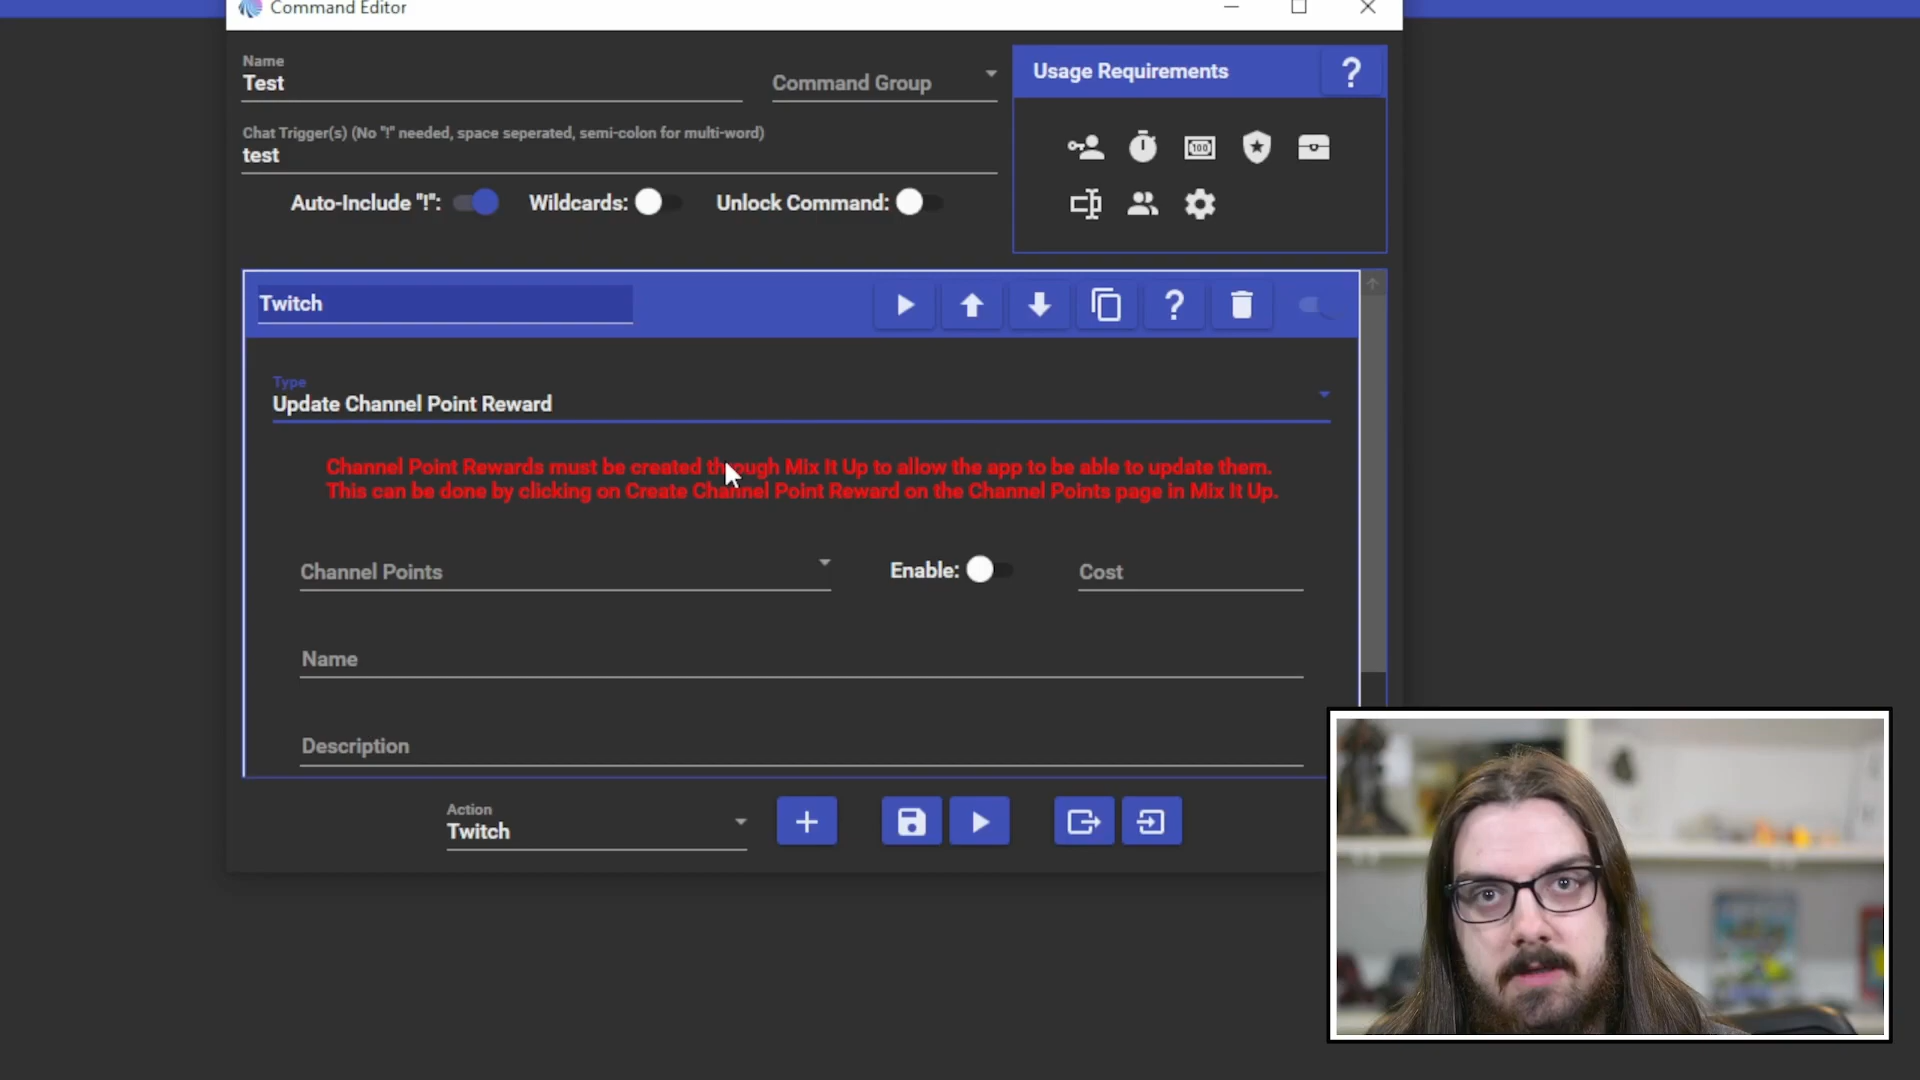 Command Editor
Name
Test
Command Group
Usage Requirements
?
Chat Trigger(s) (No "!" needed, space seperated, semi-colon for multi-word)
test
100
Auto-Include "!":
Wildcards:
Unlock Command:
Twitch
?
Type
Update Channel Point Reward
Channel Point Rewards must be created through Mix It Up to allow the app to be able to update them.
This can be done by clicking on Create Channel Point Reward on the Channel Points page in Mix It Up.
Channel Points
Enable:
Cost
Name
Description
Action
Twitch